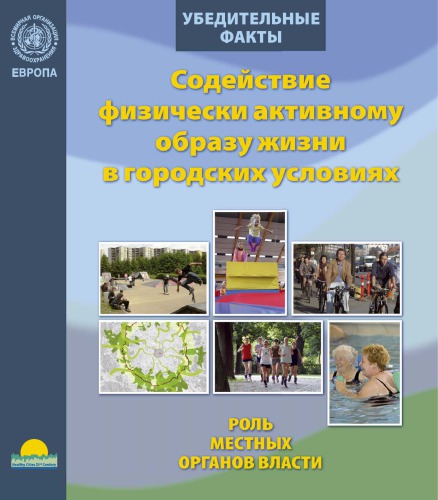 ВСЕМИРНАЯ ОРГАНИЗАЦИЯ
ЗДРАВООХРАНЕНИЯ
ЕВРОПА
УБЕДИТЕЛЬНЫЕ
ФАКТЫ
Содействие
физически активному
образу жизни
в городских условиях
РОЛЬ
МЕСТНЫХ
ОРГАНОВ ВЛАСТИ
Healthy Cities 21st Century